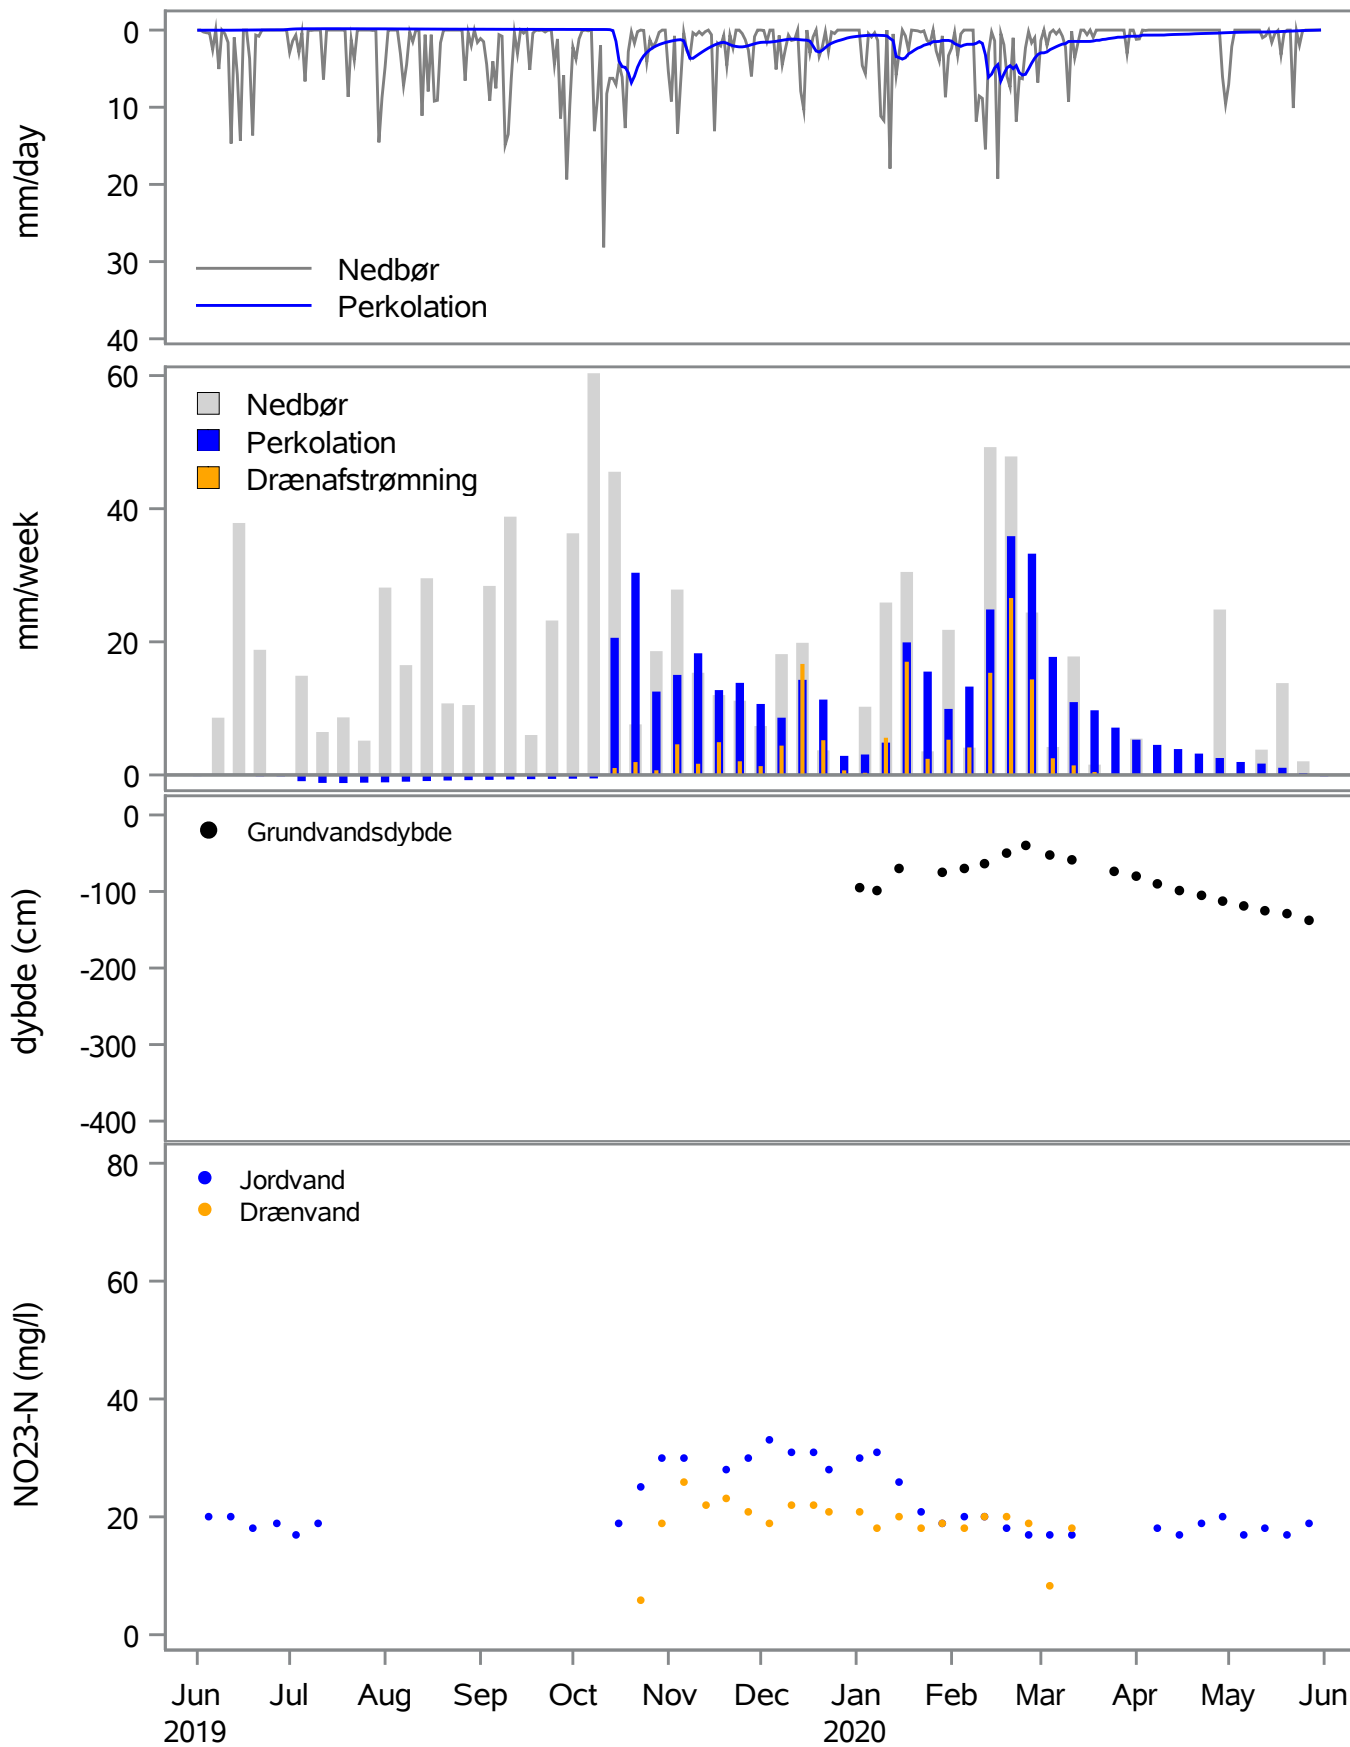 0
10
20
30
40
mm/day
Nedbør
Perkolation
60
40
20
0
mm/week
Nedbør
Perkolation
Drænafstrømning
0
-100
-200
-300
-400
dybde (cm)
Grundvandsdybde
80
60
40
20
0
NO23-N (mg/l)
Jordvand
Drænvand
Jun Jul Aug Sep Oct Nov Dec Jan Feb Mar Apr May Jun
2019 2020